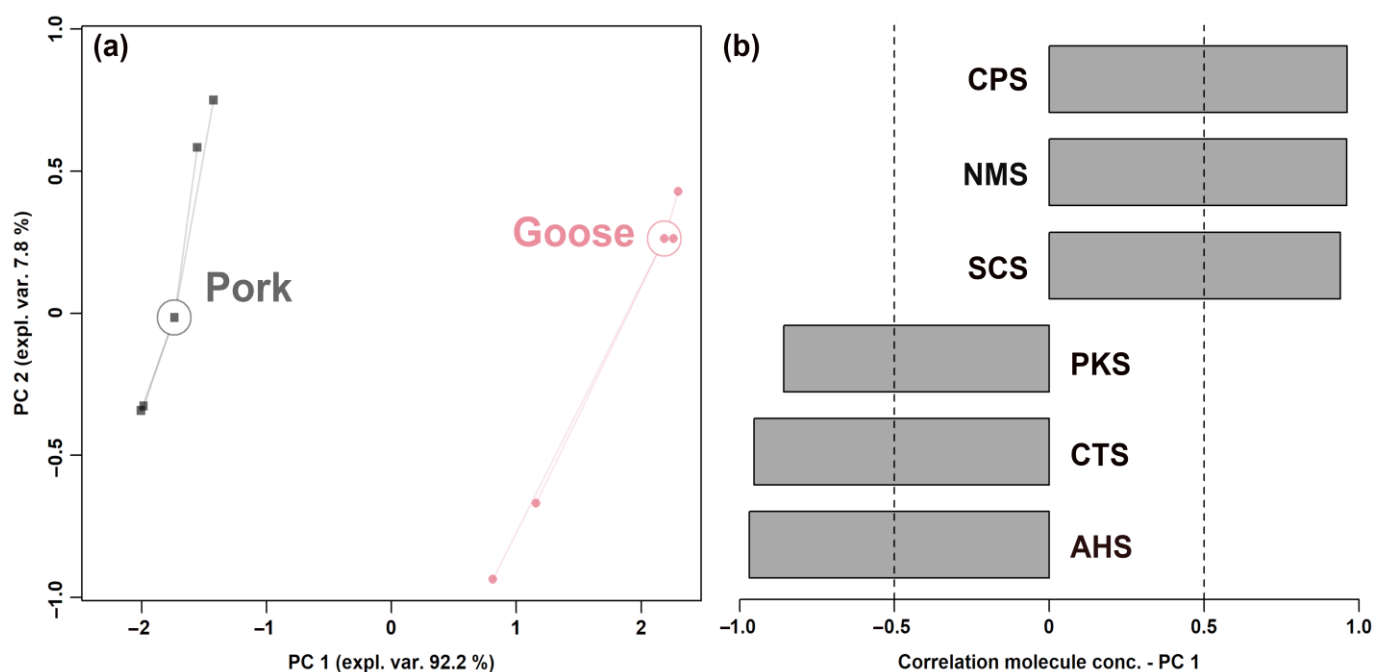 (a)
1.0
0.5
0
−0.5
−1.0
PC 2 (expl. var. 7.8 %)
Pork
Goose
−2
−1
0
1
2
PC 1 (expl. var. 92.2 %)
(b)
CPS
NMS
SCS
PKS
CTS
AHS
−1.0
−0.5
0
0.5
1.0
Correlation molecule conc. - PC 1